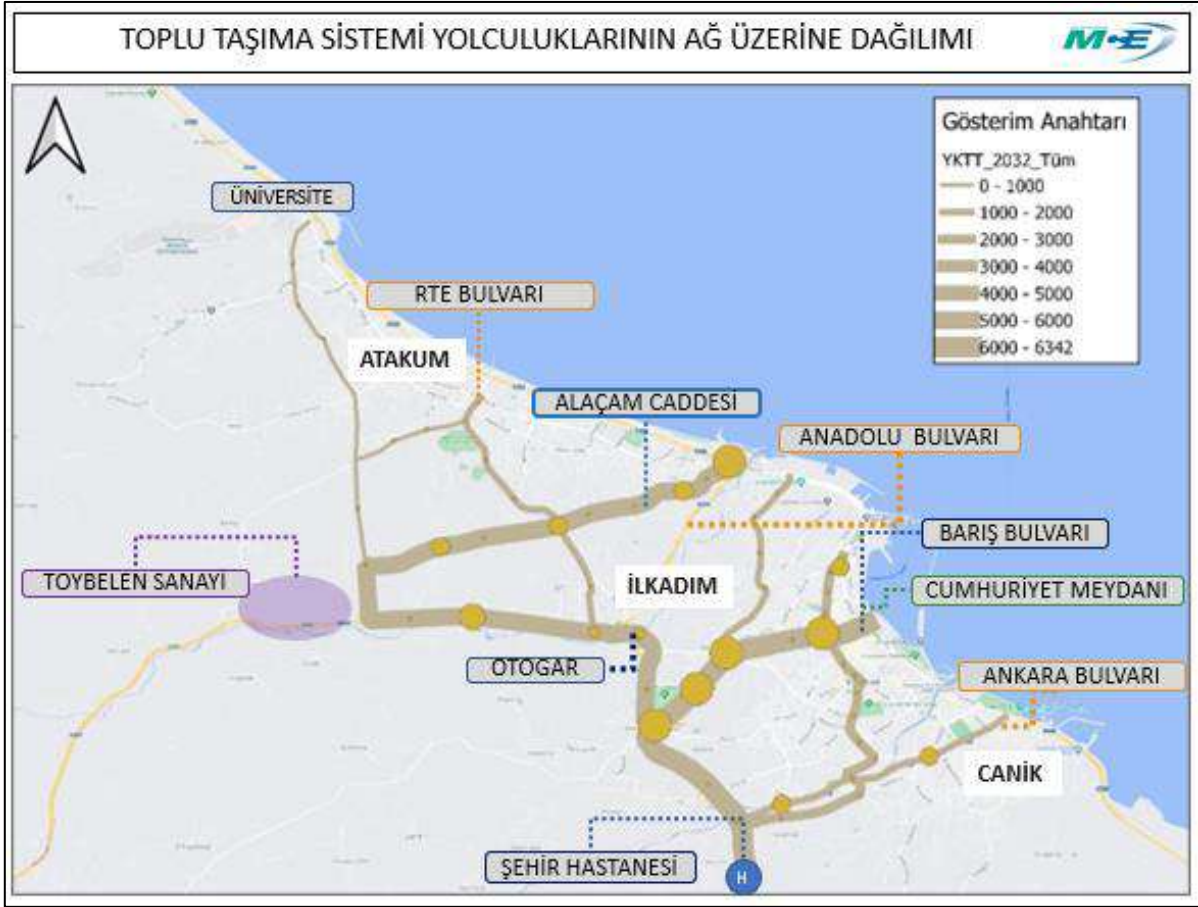 TOPLU TAŞIMA SİSTEMİ YOLCULUKLARININ AĞ ÜZERİNE DAĞILIMI
M•E
Gösterim Anahtarı
YKTT_2032_Tüm
0 - 1000
1000 - 2000
2000 - 3000
3000 - 4000
4000 - 5000
5000 - 6000
6000 - 6342
ÜNİVERSİTE
RTE BULVARI
ATAKUM
ALAÇAM CADDESİ
ANADOLU BULVARI
BARIŞ BULVARI
TOYBELEN SANAYI
İLKADIM
CUMHURİYET MEYDANI
OTOGAR
ANKARA BULVARI
CANİK
ŞEHİR HASTANESİ
H